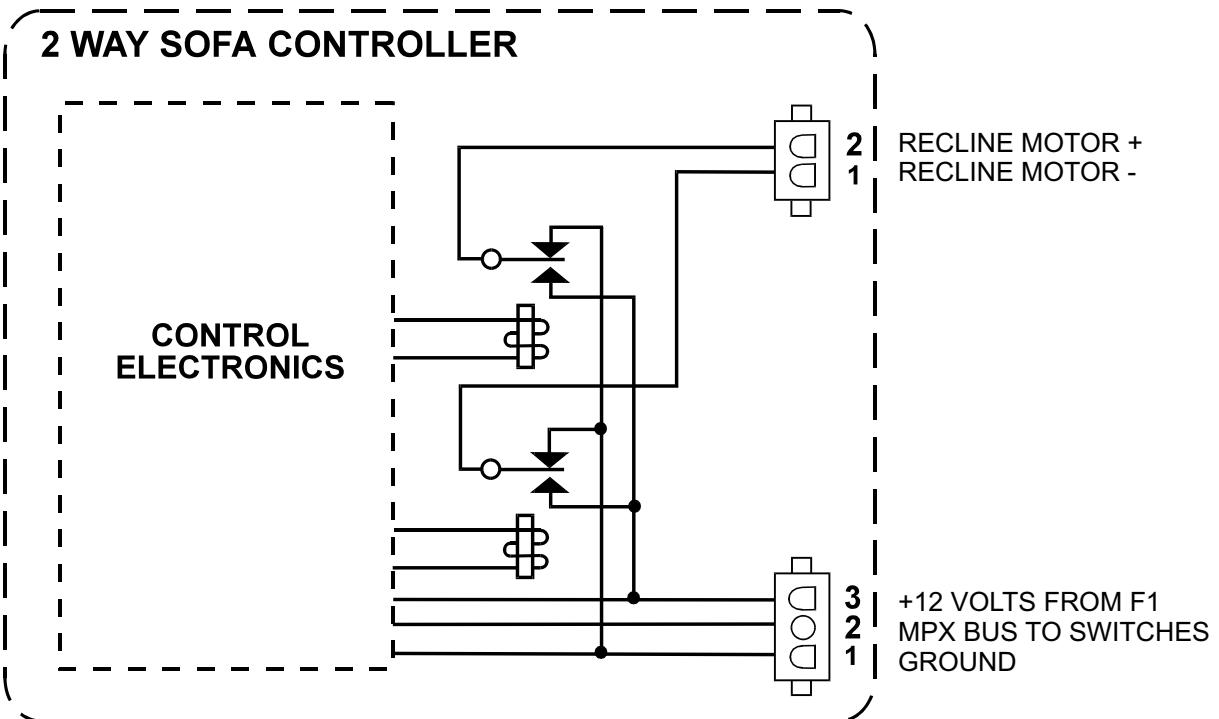 2 WAY SOFA CONTROLLER
2 RECLINE MOTOR +
1 RECLINE MOTOR -
CONTROL
ELECTRONICS
3 +12 VOLTS FROM F1
2 MPX BUS TO SWITCHES
1 GROUND